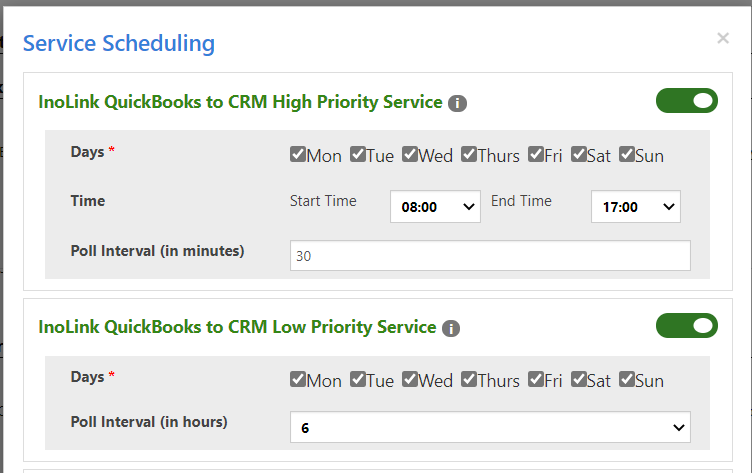 Service Scheduling ×
InoLink QuickBooks to CRM High Priority Service i
Days * Mon Tue Wed Thurs Fri Sat Sun
Time Start Time 08:00 End Time 17:00
Poll Interval (in minutes) 30
InoLink QuickBooks to CRM Low Priority Service i
Days * Mon Tue Wed Thurs Fri Sat Sun
Poll Interval (in hours) 6